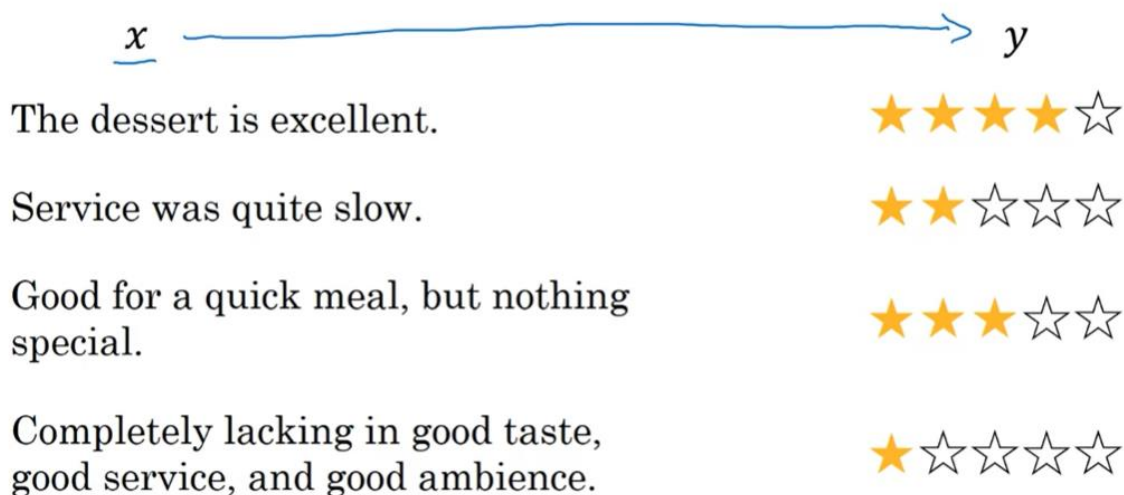 x y
The dessert is excellent.
Service was quite slow.
Good for a quick meal, but nothing
special.
Completely lacking in good taste,
good service, and good ambience.